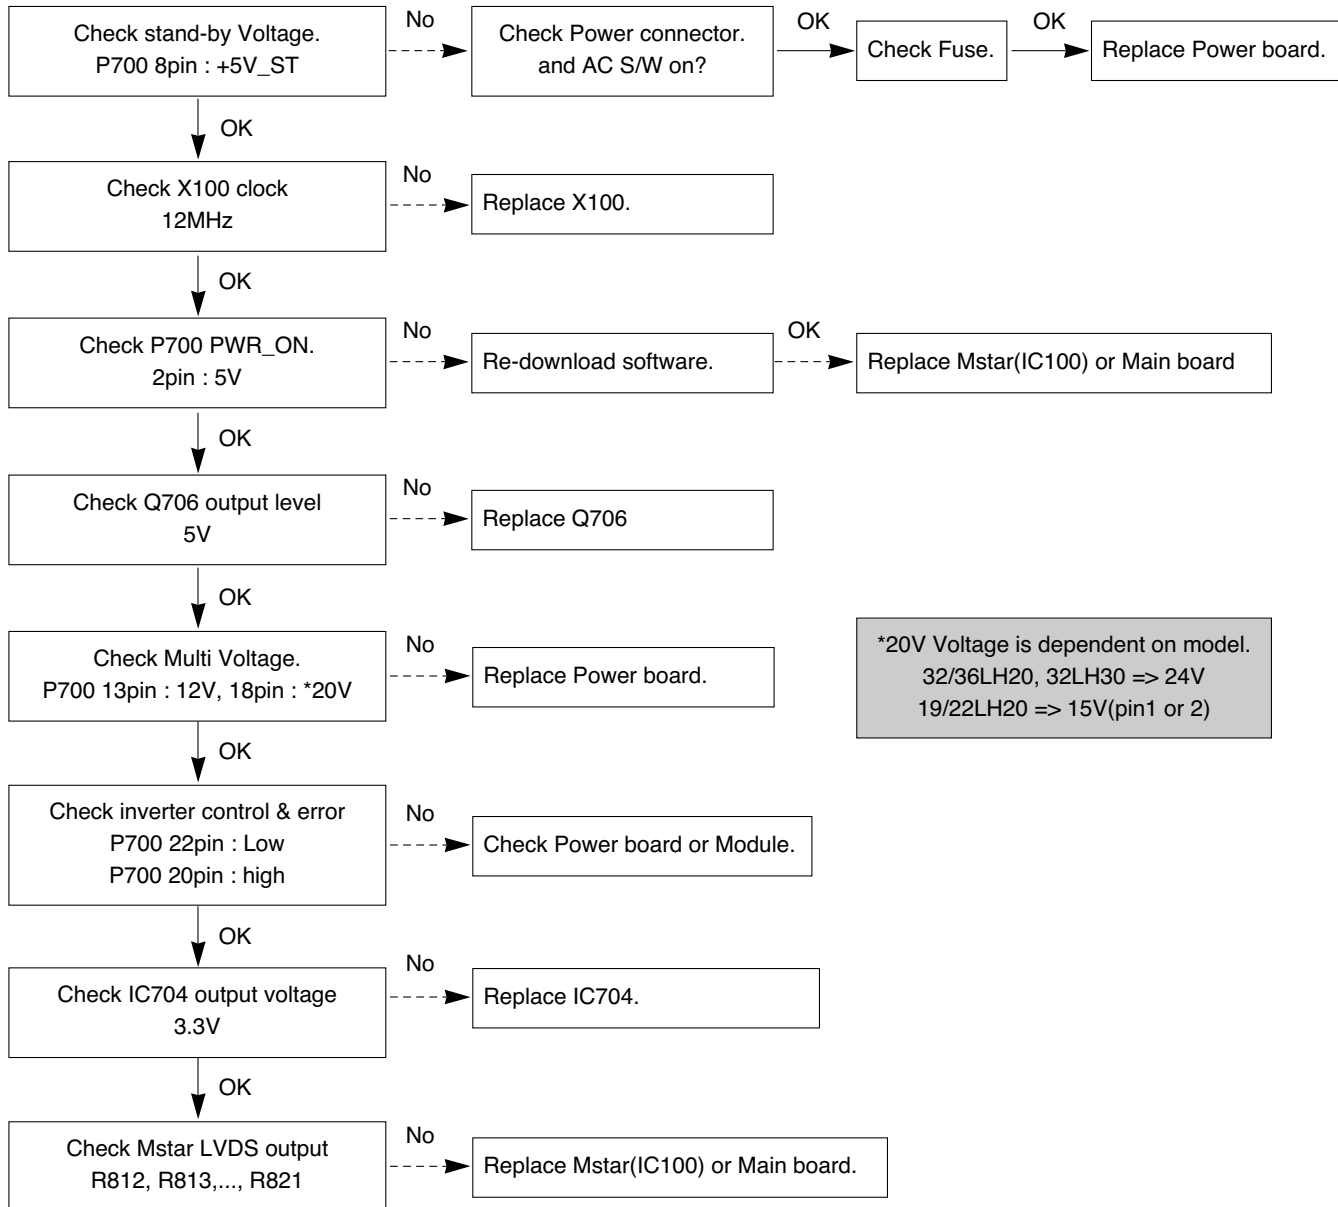 Check stand-by Voltage.
P700 8pin : +5V_ST
No
Check Power connector.
and AC S/W on?
OK
Check Fuse.
OK
Replace Power board.
OK
Check X100 clock
12MHz
No
Replace X100.
OK
Check P700 PWR_ON.
2pin : 5V
No
Re-download software.
OK
Replace Mstar(IC100) or Main board
OK
Check Q706 output level
5V
No
Replace Q706
OK
Check Multi Voltage.
P700 13pin : 12V, 18pin : *20V
No
Replace Power board.
*20V Voltage is dependent on model.
32/36LH20, 32LH30 => 24V
19/22LH20 => 15V(pin1 or 2)
OK
Check inverter control & error
P700 22pin : Low
P700 20pin : high
No
Check Power board or Module.
OK
Check IC704 output voltage
3.3V
No
Replace IC704.
OK
Check Mstar LVDS output
R812, R813,..., R821
No
Replace Mstar(IC100) or Main board.